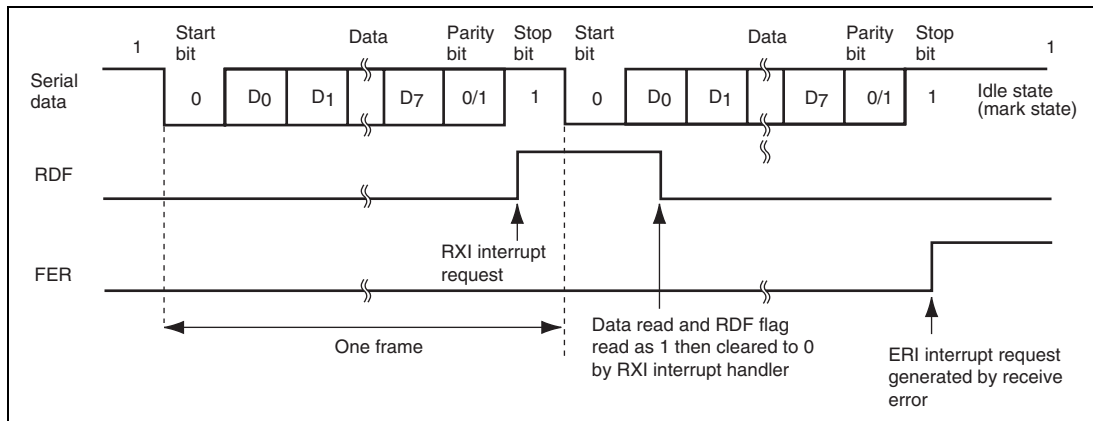 1
Start
bit
Data
Parity
bit
Stop
bit
Start
bit
Data
Parity
bit
Stop
bit
1
Serial
data
0
D0
D1
D7
0/1
1
0
D0
D1
D7
0/1
1
Idle state
(mark state)
RDF
RXI interrupt
request
FER
One frame
Data read and RDF flag
read as 1 then cleared to 0
by RXI interrupt handler
ERI interrupt request
generated by receive
error